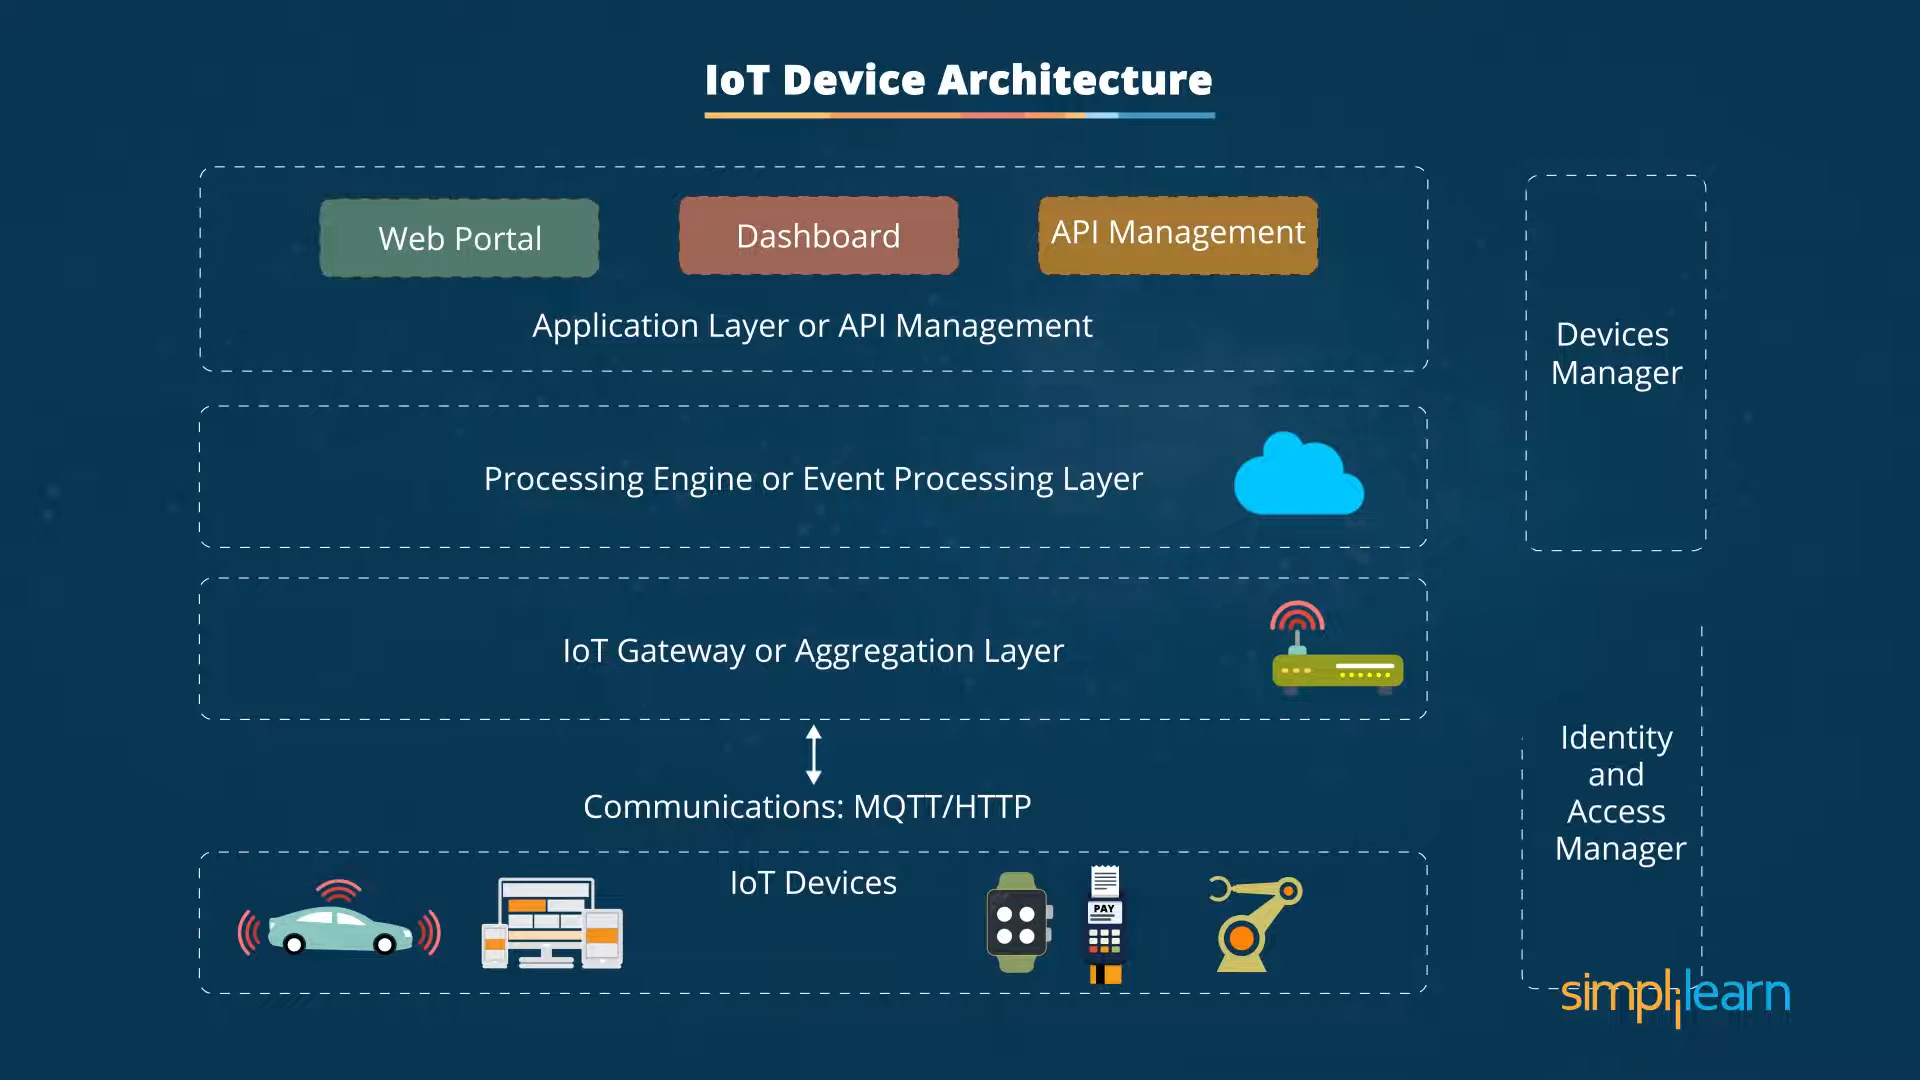 IoT Device Architecture
Web Portal
Dashboard
API Management
Application Layer or API Management
Processing Engine or Event Processing Layer
IoT Gateway or Aggregation Layer
Communications: MQTT/HTTP
IoT Devices
PAY
Devices
Manager
Identity
and
Access
Manager
simplilearn